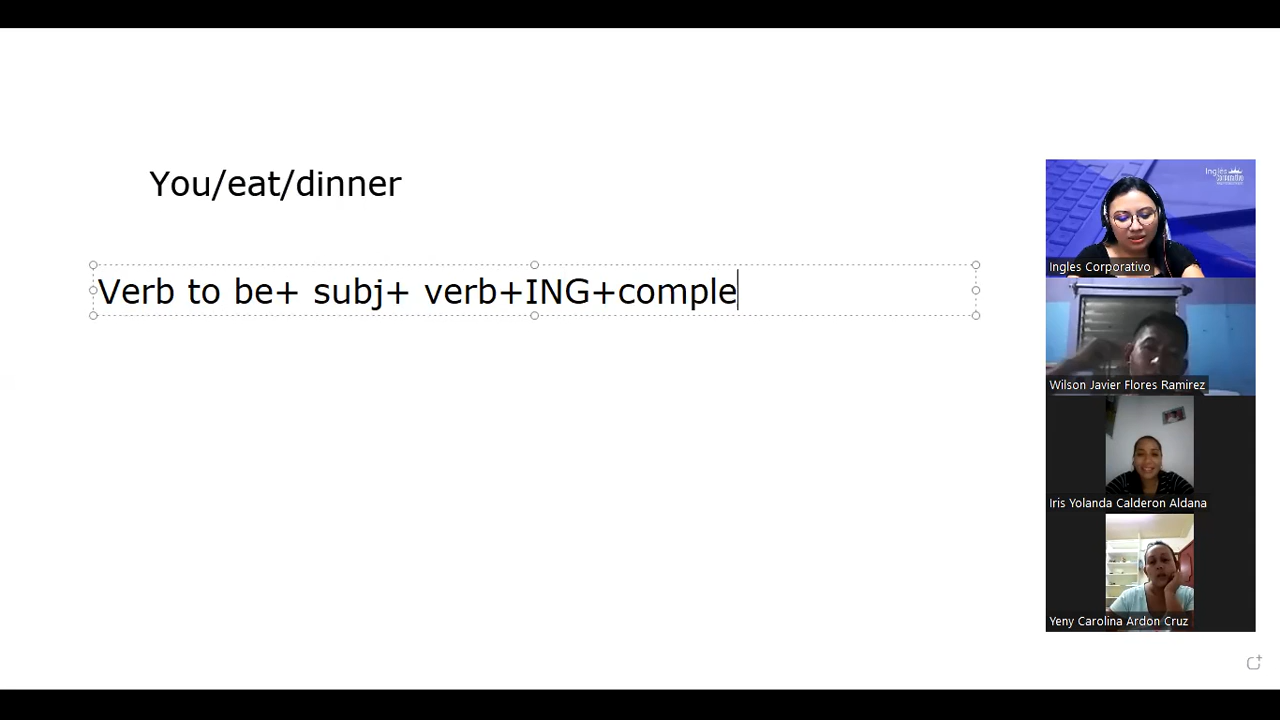 You/eat/dinner
Verb to be+ subj+ verb+ING+comple
Ingles Corporativo
Wilson Javier Flores Ramirez
Iris Yolanda Calderon Aldana
Yeny Carolina Ardon Cruz